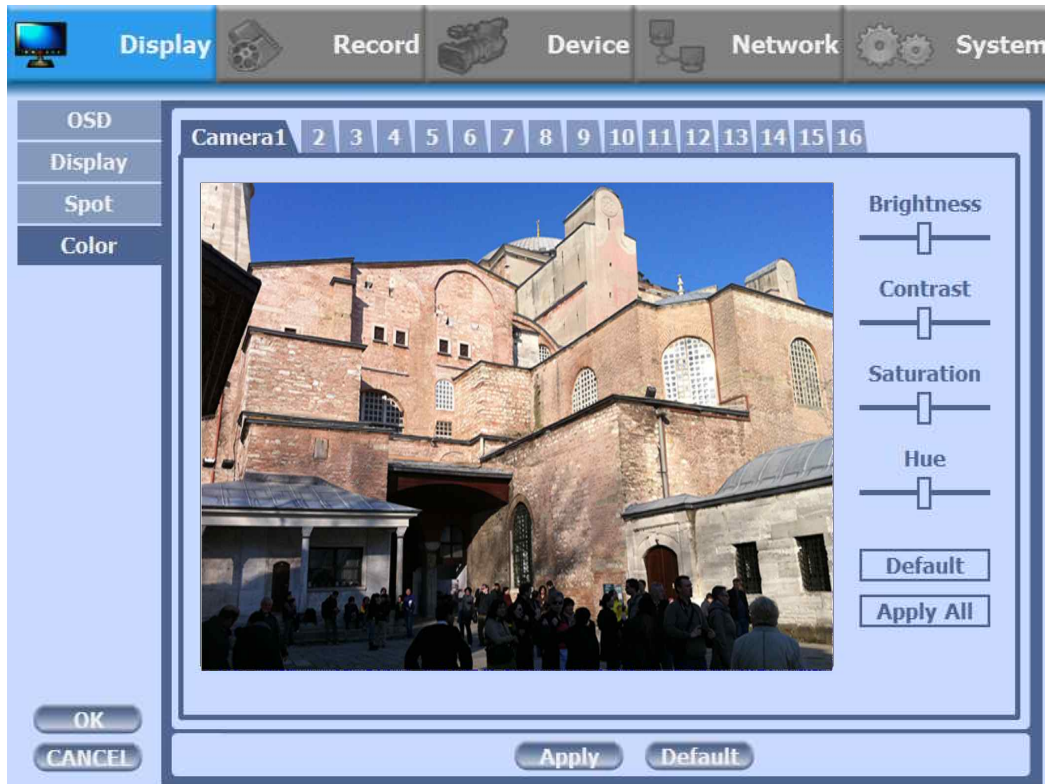 Display Record Device Network System
OSD
Display
Spot
Color
Camera1 2 3 4 5 6 7 8 9 10 11 12 13 14 15 16
Brightness
Contrast
Saturation
Hue
Default
Apply All
OK
CANCEL
Apply Default